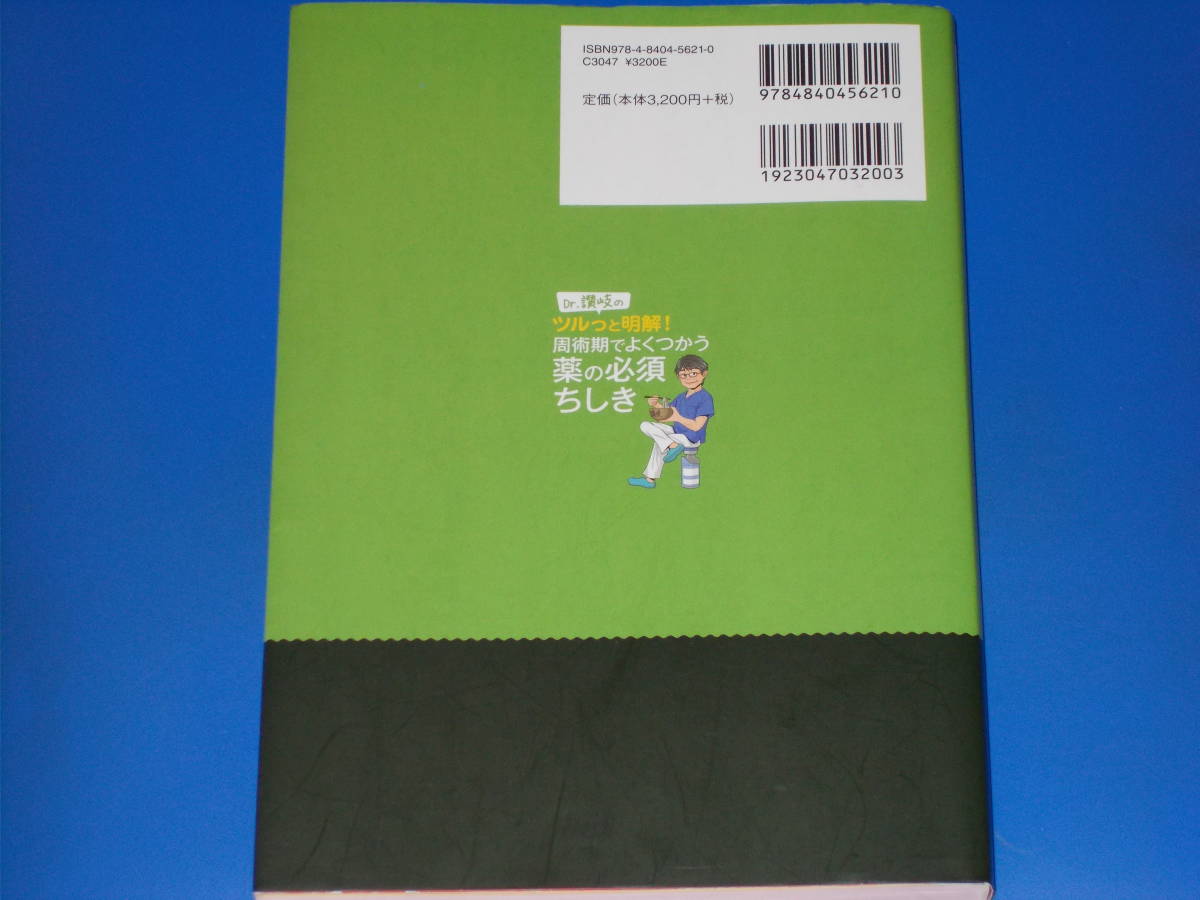 ISBN978-4-8404-5621-0
C3047 ¥3200E
定価(本体3,200円+税)
9784840456210
1923047032003
Dr.讃岐の
ツルっと明解!
周術期でよくつかう
薬の必須
ちしき